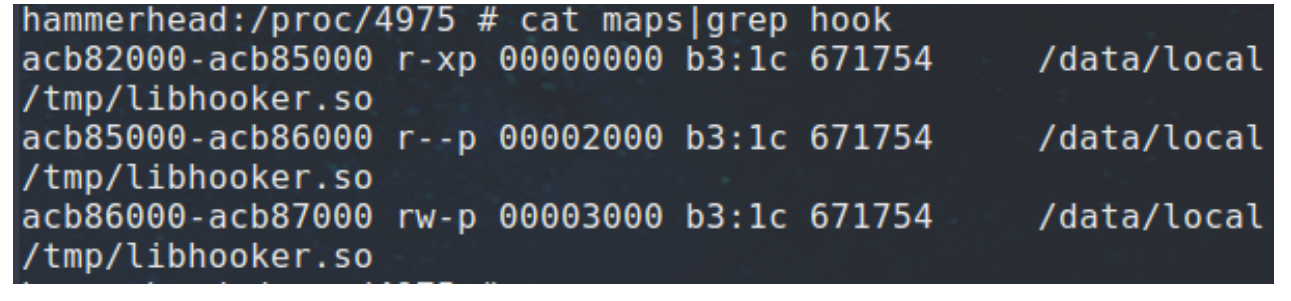 hammerhead:/proc/4975 # cat maps|grep hook
acb82000-acb85000 r-xp 00000000 b3:1c 671754     /data/local
/tmp/libhooker.so
acb85000-acb86000 r--p 00002000 b3:1c 671754     /data/local
/tmp/libhooker.so
acb86000-acb87000 rw-p 00003000 b3:1c 671754     /data/local
/tmp/libhooker.so